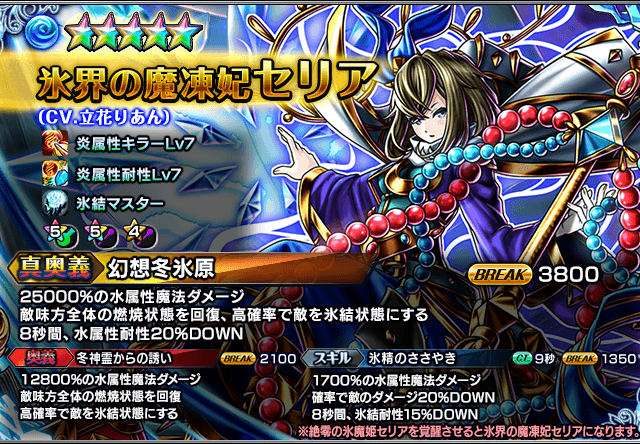 氷界の魔凍妃セリア
(CV.立花りあん)
炎属性キラーLv7
炎属性耐性Lv7
氷結マスター
5 5 4
真奥義 幻想冬氷原 BREAK 3800
25000%の水属性魔法ダメージ
敵味方全体の燃焼状態を回復、高確率で敵を氷結状態にする
8秒間、水属性耐性20%DOWN
奥義 冬神霊からの誘い BREAK 2100
12800%の水属性魔法ダメージ
敵味方全体の燃焼状態を回復
高確率で敵を氷結状態にする
スキル 氷精のささやき CT 9秒 BREAK 1350
1700%の水属性魔法ダメージ
確率で敵のダメージ20%DOWN
8秒間、氷結耐性15%DOWN
※絶零の氷魔姫セリアを覚醒させると氷界の魔凍妃セリアになります。